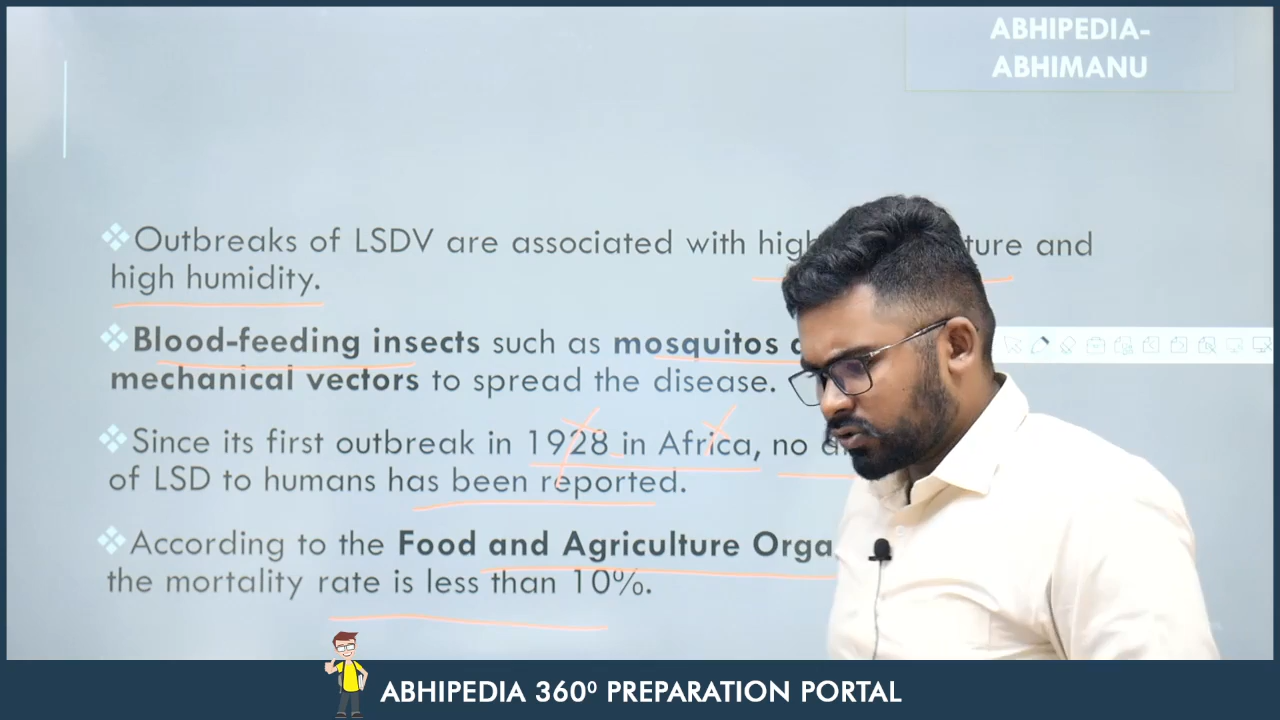 ABHIPEDIA-
ABHIMANU
❖Outbreaks of LSDV are associated with high ture and
high humidity.
❖Blood-feeding insects such as mosquitos
mechanical vectors to spread the disease.
❖Since its first outbreak in 1928 in Africa, no
of LSD to humans has been reported.
❖According to the Food and Agriculture Orga
the mortality rate is less than 10%.
ABHIPEDIA 360⁰ PREPARATION PORTAL